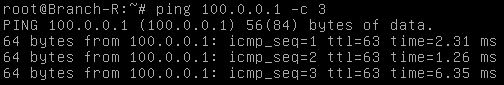 root@Branch-R:~# ping 100.0.0.1 -c 3
PING 100.0.0.1 (100.0.0.1) 56(84) bytes of data.
64 bytes from 100.0.0.1: icmp_seq=1 ttl=63 time=2.31 ms
64 bytes from 100.0.0.1: icmp_seq=2 ttl=63 time=1.26 ms
64 bytes from 100.0.0.1: icmp_seq=3 ttl=63 time=6.35 ms